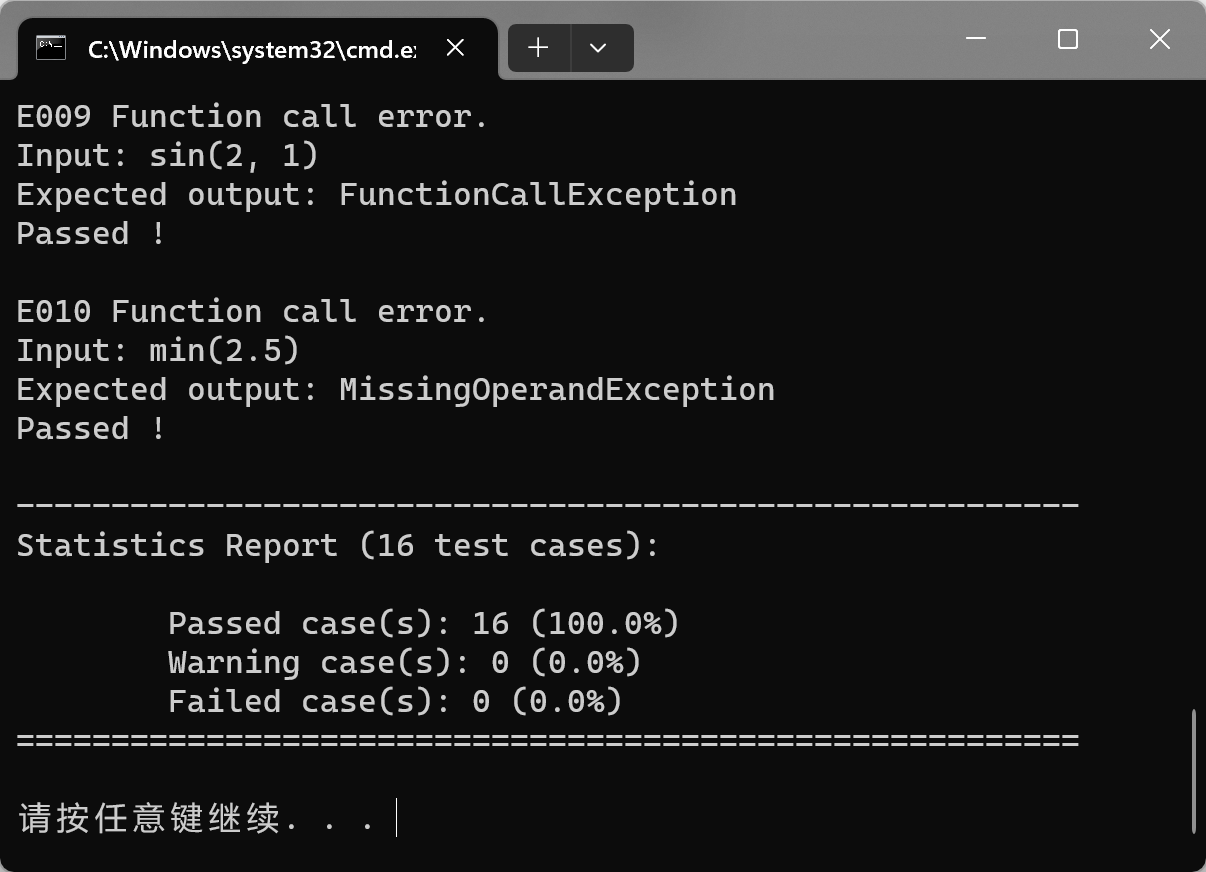 C:\Windows\system32\cmd.e
E009 Function call error.
Input: sin(2, 1)
Expected output: FunctionCallException
Passed !
E010 Function call error.
Input: min(2.5)
Expected output: MissingOperandException
Passed !
--------------------------------------------------------
Statistics Report (16 test cases):
Passed case(s): 16 (100.0%)
Warning case(s): 0 (0.0%)
Failed case(s): 0 (0.0%)
========================================================
请按任意键继续. . .